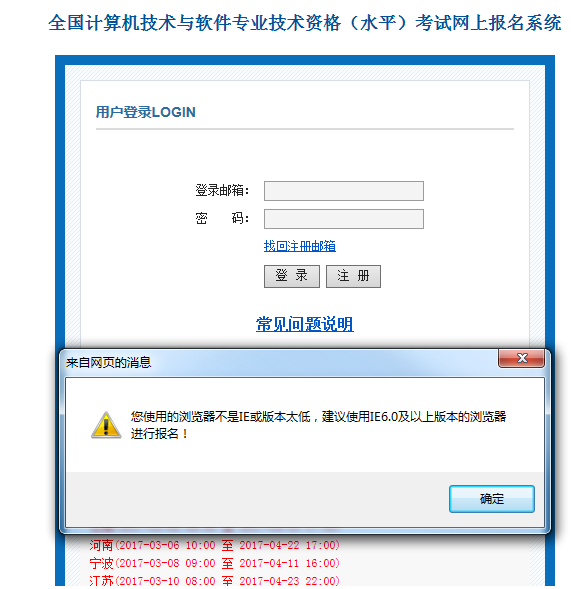 全国计算机技术与软件专业技术资格（水平）考试网上报名系统
用户登录LOGIN
登录邮箱：
密 码：
找回注册邮箱
登 录 注 册
常见问题说明
来自网页的消息
您使用的浏览器不是IE或版本太低，建议使用IE6.0及以上版本的浏览器
进行报名！
确定
河南(2017-03-06 10:00 至 2017-04-22 17:00)
宁波(2017-03-08 09:00 至 2017-04-11 16:00)
江苏(2017-03-10 08:00 至 2017-04-23 22:00)